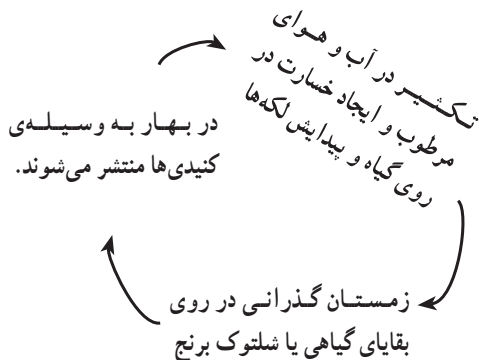 تکثیر در آب و هوای
مرطوب و ایجاد خسارت در
روی گیاه و پیدایش لکه‌ها
در بهار به وسیله‌ی
کنیدی‌ها منتشر می‌شوند.
زمستان گذرانی در روی
بقایای گیاهی یا شلتوک برنج